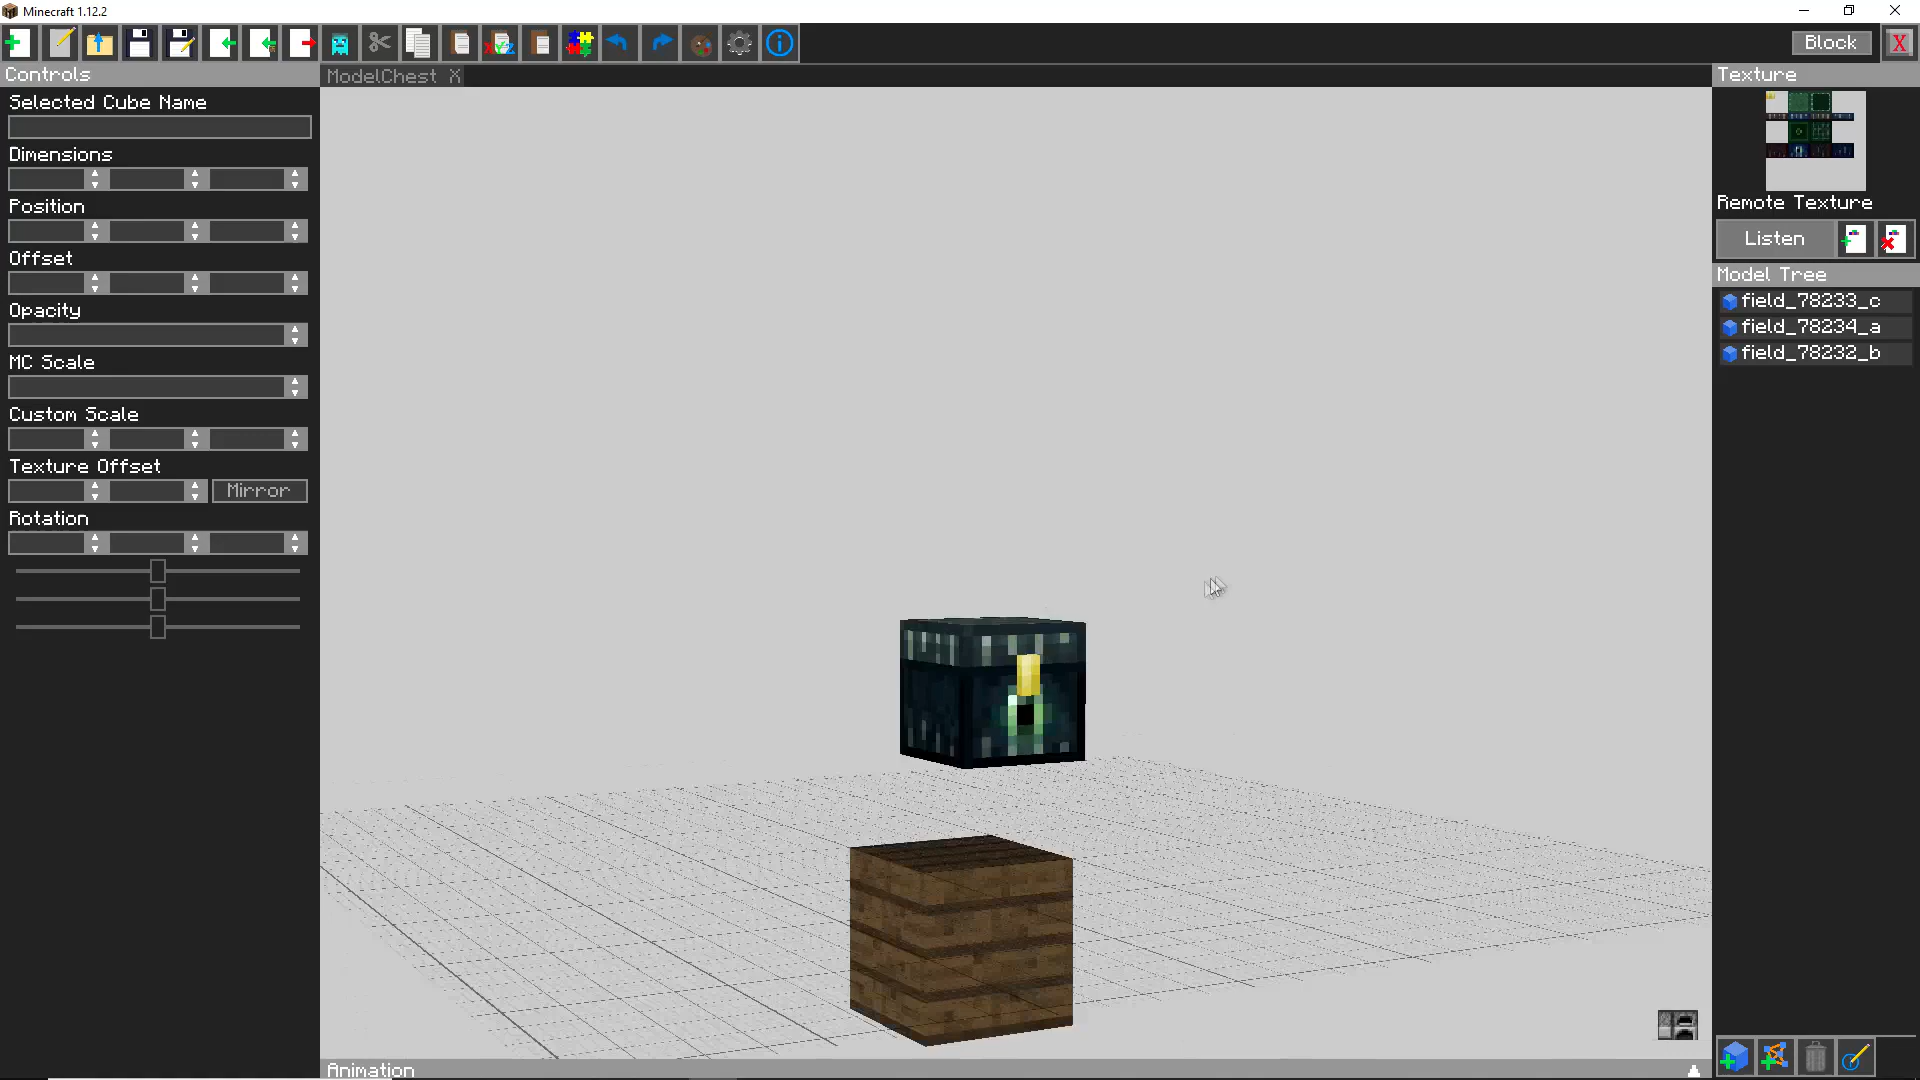 Minecraft 1.12.2
Block
X
Controls
ModelChest X
Texture
Selected Cube Name
Dimensions
Position
Remote Texture
Listen
Offset
Model Tree
field_78233_c
Opacity
field_78234_a
field_78232_b
MC Scale
Custom Scale
Texture Offset
Mirror
Rotation
Animation